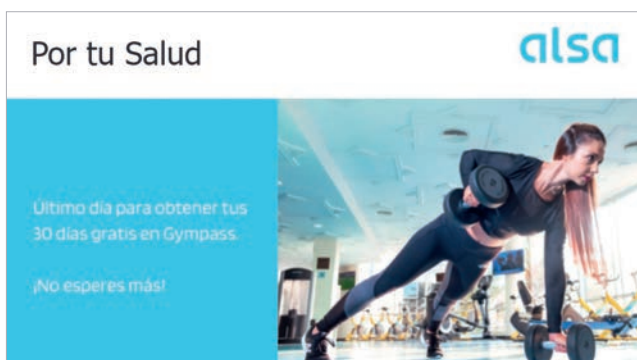 Por tu Salud
alsa
Último día para obtener tus
30 días gratis en Gympass.
¡No esperes más!